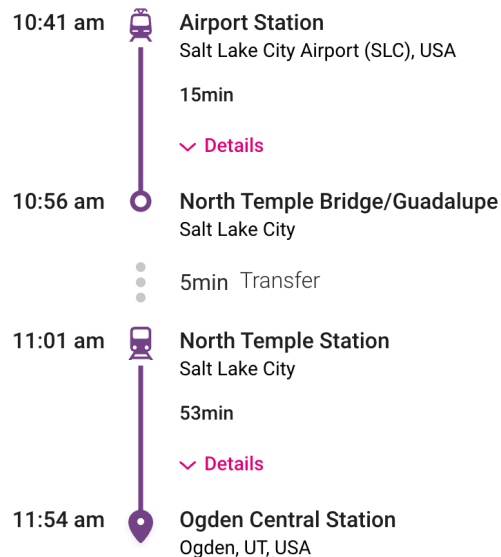 10:41 am Airport Station
Salt Lake City Airport (SLC), USA
15min
Details
10:56 am North Temple Bridge/Guadalupe
Salt Lake City
5min Transfer
11:01 am North Temple Station
Salt Lake City
53min
Details
11:54 am Ogden Central Station
Ogden, UT, USA